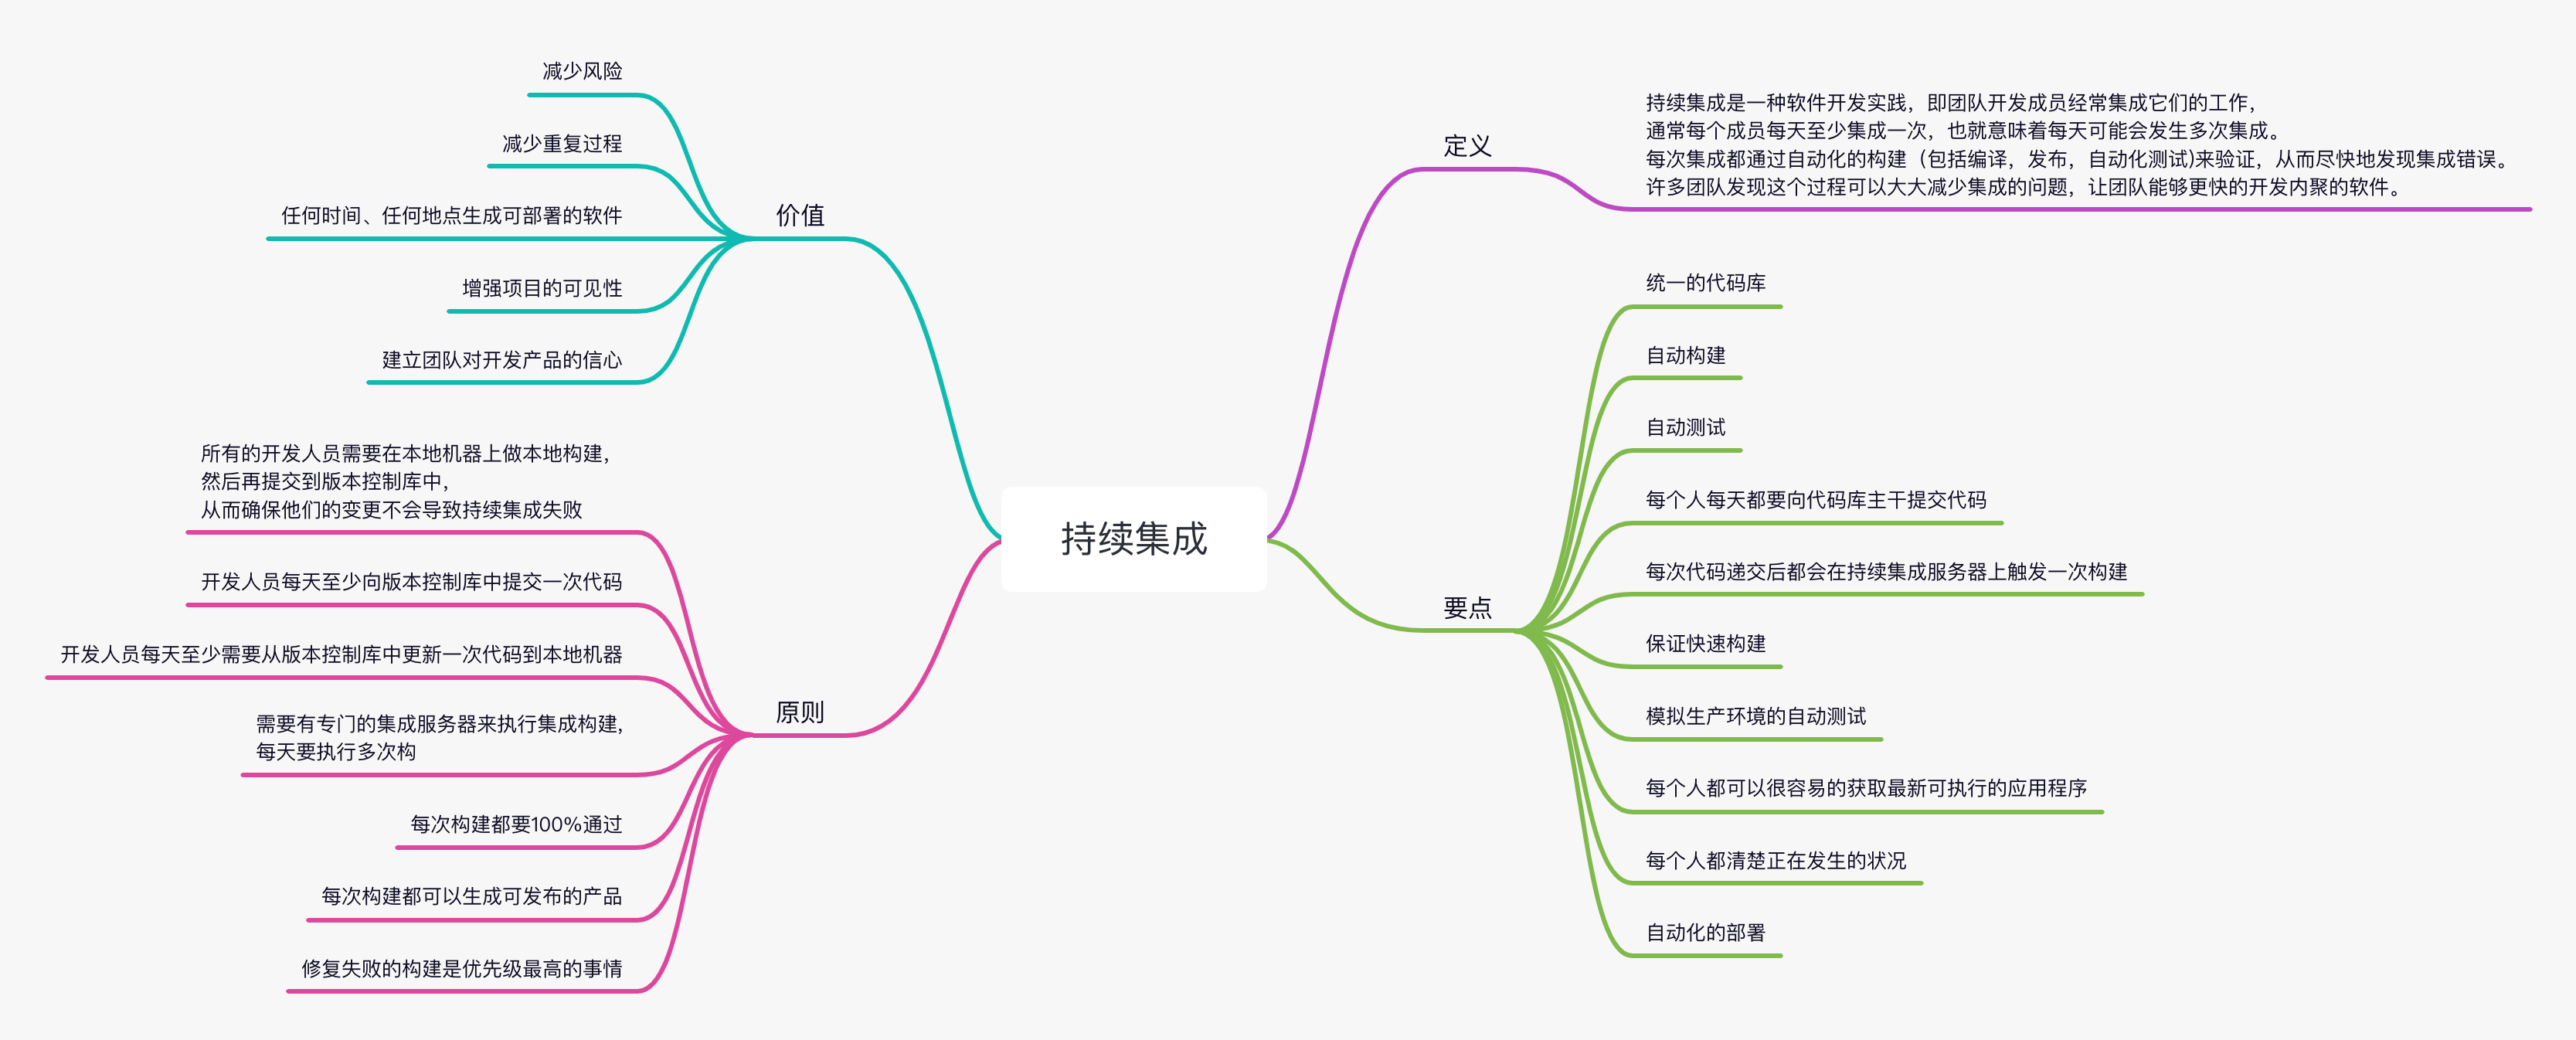 持续集成
定义
持续集成是一种软件开发实践，即团队开发成员经常集成它们的工作，
通常每个成员每天至少集成一次，也就意味着每天可能会发生多次集成。
每次集成都通过自动化的构建（包括编译，发布，自动化测试)来验证，从而尽快地发现集成错误。
许多团队发现这个过程可以大大减少集成的问题，让团队能够更快的开发内聚的软件。
要点
统一的代码库
自动构建
自动测试
每个人每天都要向代码库主干提交代码
每次代码递交后都会在持续集成服务器上触发一次构建
保证快速构建
模拟生产环境的自动测试
每个人都可以很容易的获取最新可执行的应用程序
每个人都清楚正在发生的状况
自动化的部署
价值
减少风险
减少重复过程
任何时间、任何地点生成可部署的软件
增强项目的可见性
建立团队对开发产品的信心
原则
所有的开发人员需要在本地机器上做本地构建，
然后再提交到版本控制库中，
从而确保他们的变更不会导致持续集成失败
开发人员每天至少向版本控制库中提交一次代码
开发人员每天至少需要从版本控制库中更新一次代码到本地机器
需要有专门的集成服务器来执行集成构建，
每天要执行多次构
每次构建都要100%通过
每次构建都可以生成可发布的产品
修复失败的构建是优先级最高的事情